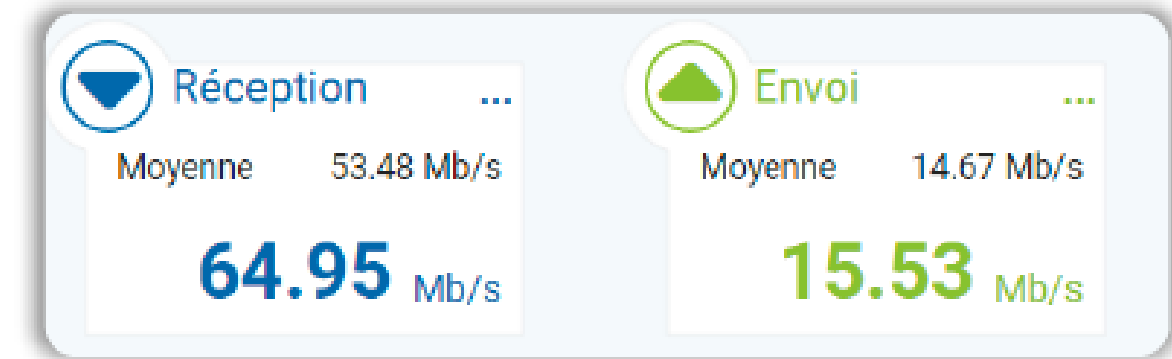 Réception ...
Moyenne 53.48 Mb/s
64.95 Mb/s
Envoi ...
Moyenne 14.67 Mb/s
15.53 Mb/s